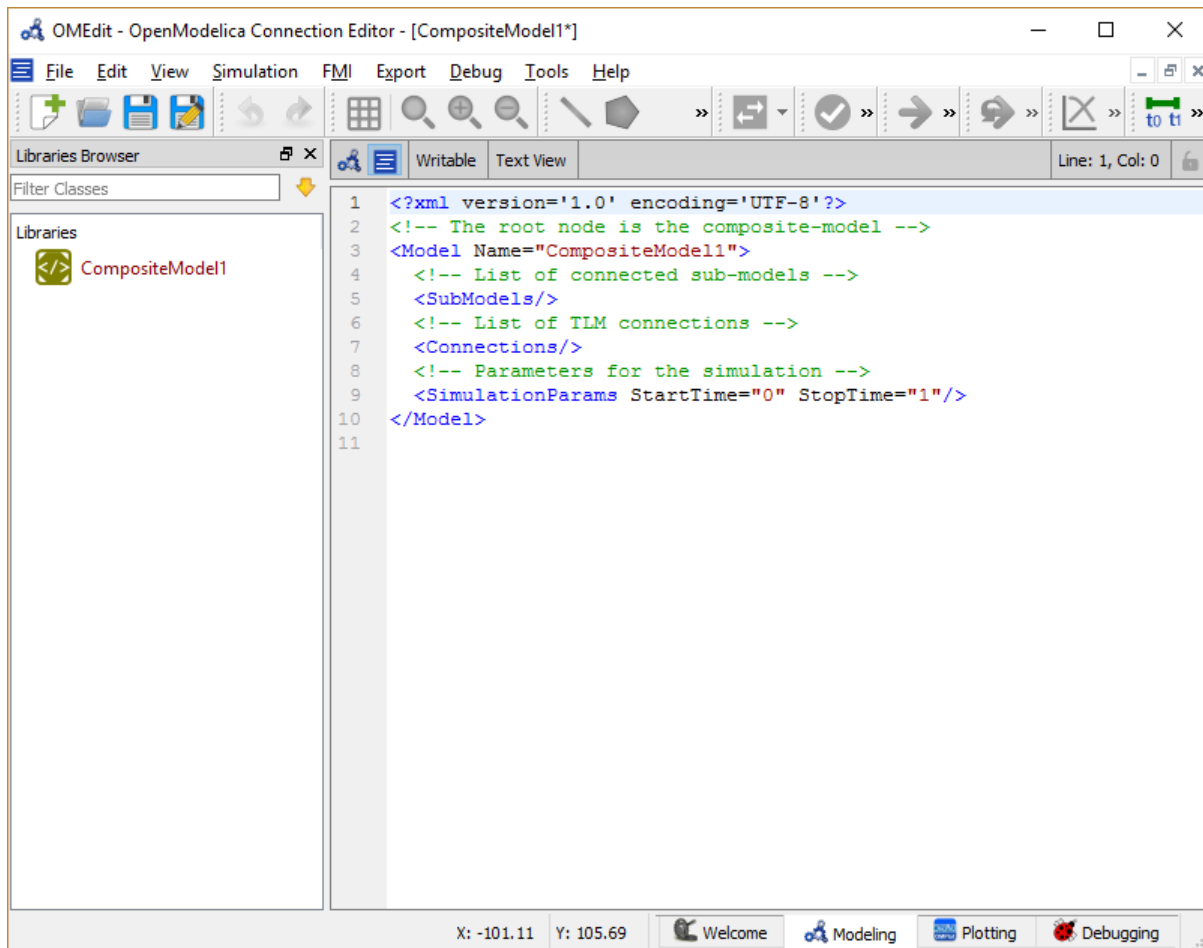 OMEdit - OpenModelica Connection Editor - [CompositeModel1*]
File Edit View Simulation FMI Export Debug Tools Help
t0 t1
Libraries Browser
Writable Text View Line: 1, Col: 0
Filter Classes
Libraries
CompositeModel1
1 <?xml version='1.0' encoding='UTF-8'?>
2 <!-- The root node is the composite-model -->
3 <Model Name="CompositeModel1">
4 <!-- List of connected sub-models -->
5 <SubModels/>
6 <!-- List of TLM connections -->
7 <Connections/>
8 <!-- Parameters for the simulation -->
9 <SimulationParams StartTime="0" StopTime="1"/>
10 </Model>
11
X: -101.11 Y: 105.69 Welcome Modeling Plotting Debugging